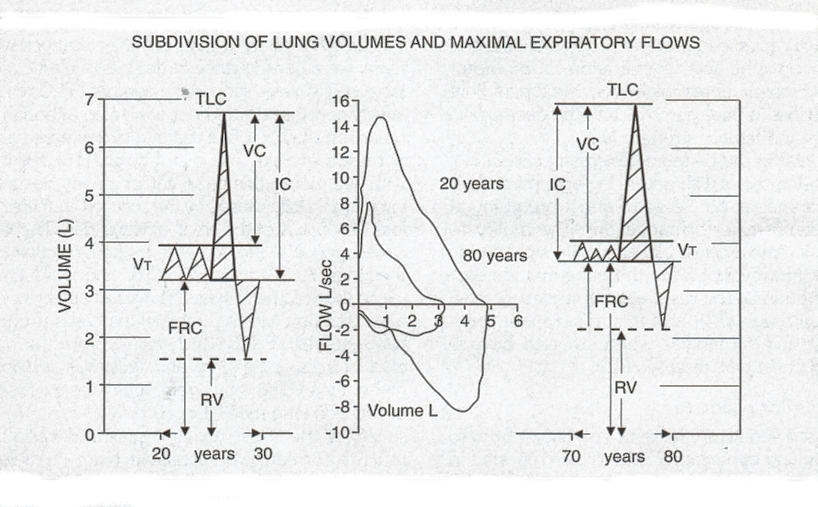 SUBDIVISION OF LUNG VOLUMES AND MAXIMAL EXPIRATORY FLOWS
VOLUME (L)
7
6
5
4
3
2
1
0
TLC
VC
IC
VT
FRC
RV
20 years 30
FLOW L/sec
16
14
12
10
8
6
4
2
0
-2
-4
-6
-8
-10
1 2 3 4 5 6
20 years
80 years
Volume L
TLC
VC
IC
VT
FRC
RV
70 years 80